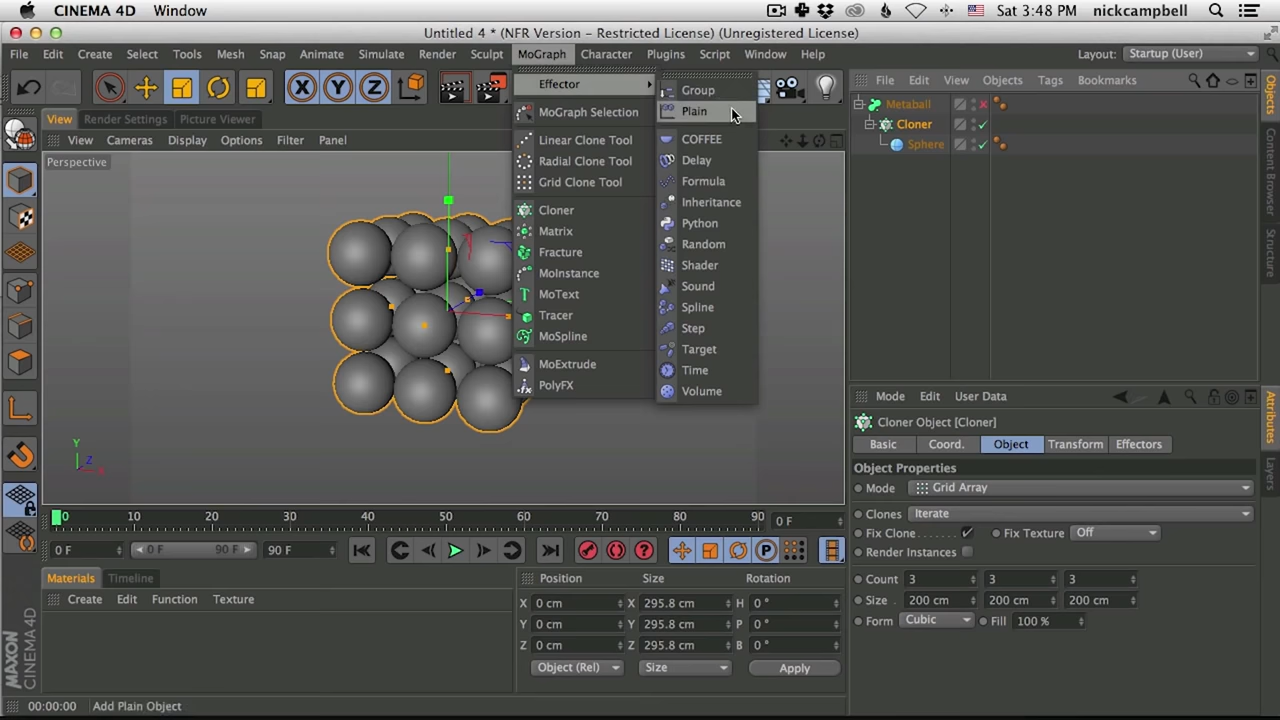 CINEMA 4D Window Sat 3:48 PM nickcampbell
Untitled 4 * (NFR Version - Restricted License) (Unregistered License)
File Edit Create Select Tools Mesh Snap Animate Simulate Render Sculpt MoGraph Character Plugins Script Window Help Layout: Startup (User)
X Y Z
File Edit View Objects Tags Bookmarks
View Render Settings Picture Viewer
View Cameras Display Options Filter Panel
Perspective
Y
Z
X
Effector
MoGraph Selection
Linear Clone Tool
Radial Clone Tool
Grid Clone Tool
Cloner
Matrix
Fracture
MoInstance
MoText
Tracer
MoSpline
MoExtrude
PolyFX
Group
Plain
COFFEE
Delay
Formula
Inheritance
Python
Random
Shader
Sound
Spline
Step
Target
Time
Volume
Metaball
Cloner
Sphere
Objects
Content Browser
Structure
Attributes
Layers
Mode Edit User Data
Cloner Object [Cloner]
Basic Coord. Object Transform Effectors
Object Properties
Mode Grid Array
Clones Iterate
Fix Clone Fix Texture Off
Render Instances
Count 3 3 3
Size 200 cm 200 cm 200 cm
Form Cubic Fill 100 %
0 10 20 30 40 50 60 70 80 90 0 F
0 F 0 F 90 F 90 F
P
Materials Timeline
Create Edit Function Texture
Position Size Rotation
X 0 cm X 295.8 cm H 0 °
Y 0 cm Y 295.8 cm P 0 °
Z 0 cm Z 295.8 cm B 0 °
Object (Rel) Size Apply
MAXON
CINEMA 4D
00:00:00 Add Plain Object